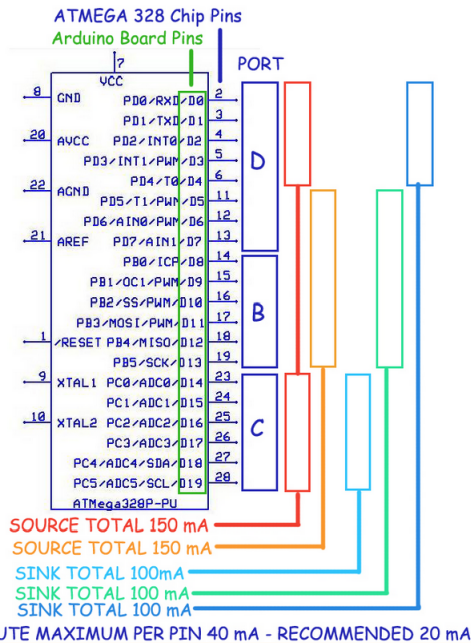 ATMEGA 328 Chip Pins
Arduino Board Pins
PORT
7
VCC
8 GND PD0/RXD/D0 2
PD1/TXD/D1 3
20 AVCC PD2/INT0/D2 4
PD3/INT1/PWM/D3 5
D
PD4/T0/D4 6
22 AGND PD5/T1/PWM/D5 11
PD6/AIN0/PWM/D6 12
21 AREF PD7/AIN1/D7 13
PB0/ICP/D8 14
PB1/OC1/PWM/D9 15
PB2/SS/PWM/D10 16
B
PB3/MOSI/PWM/D11 17
1 /RESET PB4/MISO/D12 18
PB5/SCK/D13 19
9 XTAL1 PC0/ADC0/D14 23
PC1/ADC1/D15 24
10 XTAL2 PC2/ADC2/D16 25
C
PC3/ADC3/D17 26
PC4/ADC4/SDA/D18 27
PC5/ADC5/SCL/D19 28
ATMega328P-PU
SOURCE TOTAL 150 mA
SOURCE TOTAL 150 mA
SINK TOTAL 100mA
SINK TOTAL 100 mA
SINK TOTAL 100 mA
UTE MAXIMUM PER PIN 40 mA - RECOMMENDED 20 mA